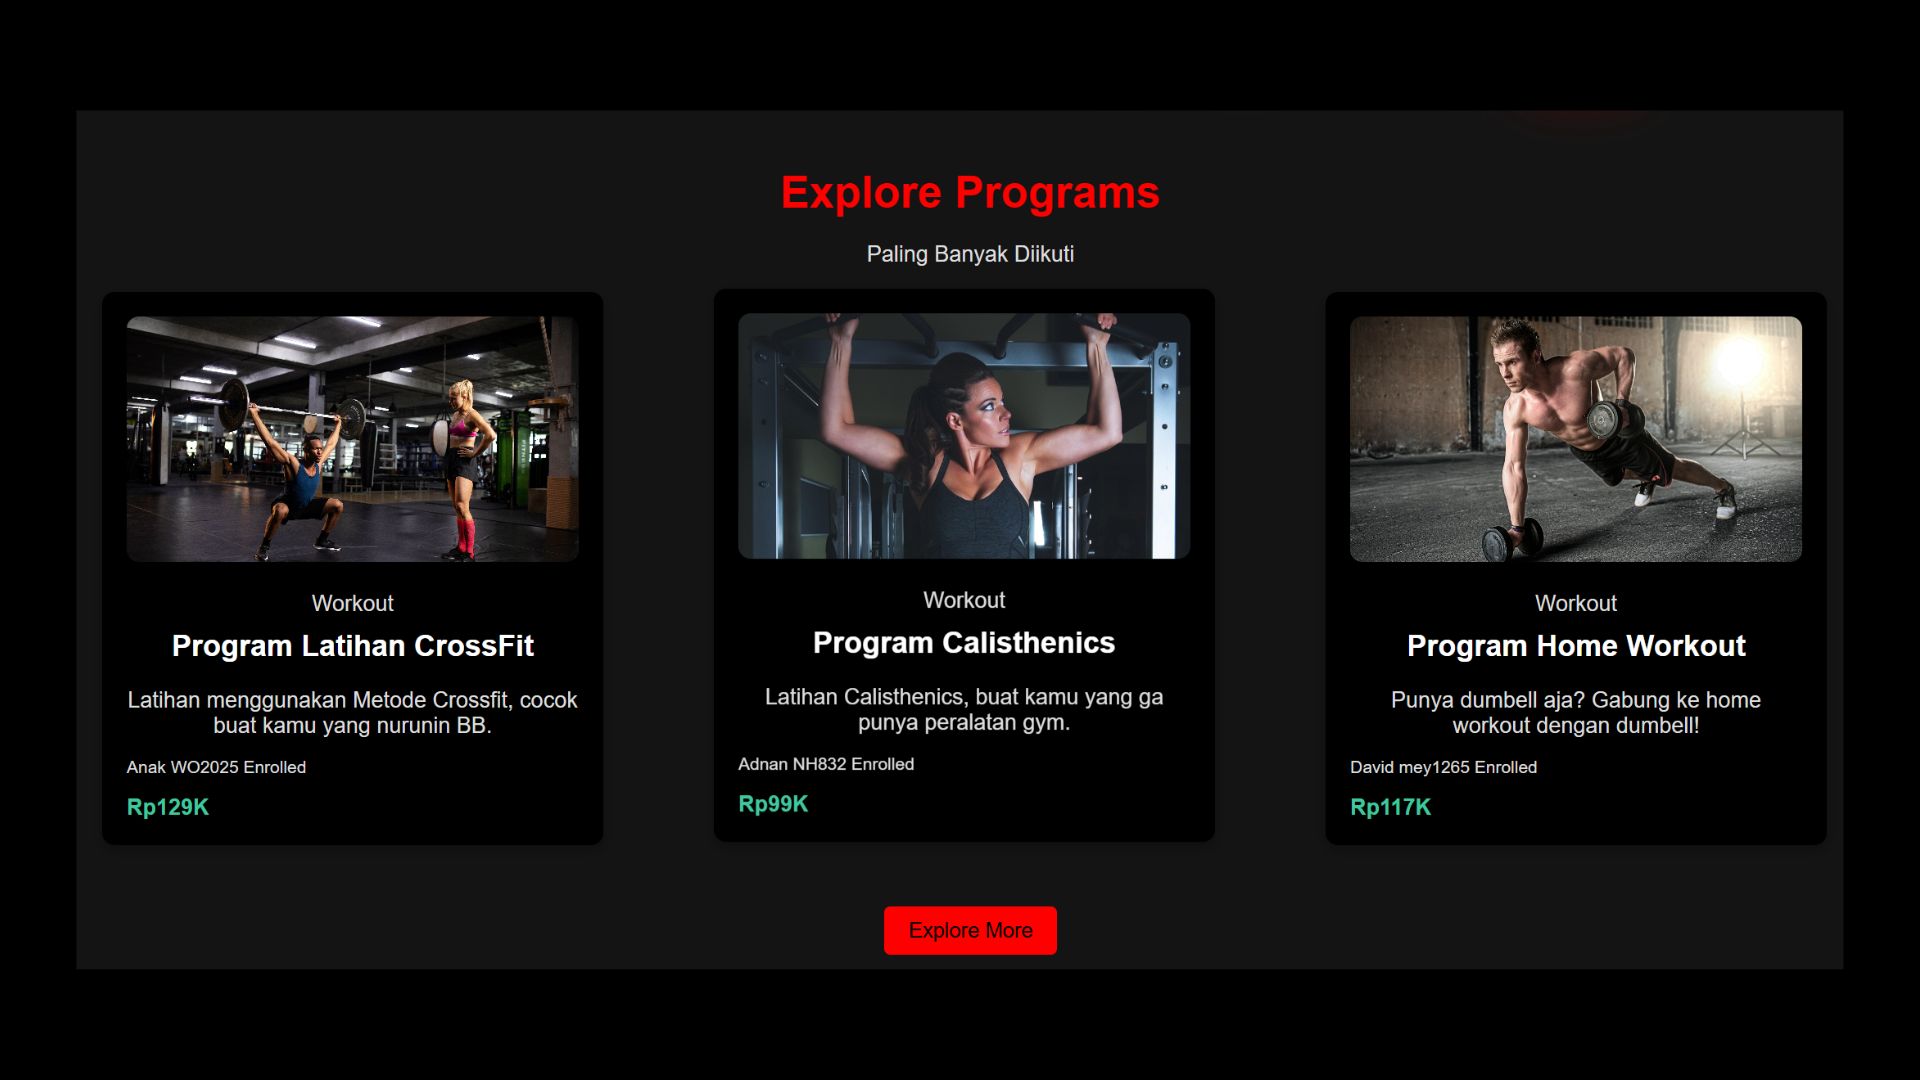 Explore Programs
Paling Banyak Diikuti
Workout
Program Latihan CrossFit
Latihan menggunakan Metode Crossfit, cocok
buat kamu yang nurunin BB.
Anak WO2025 Enrolled
Rp129K
Workout
Program Calisthenics
Latihan Calisthenics, buat kamu yang ga
punya peralatan gym.
Adnan NH832 Enrolled
Rp99K
Workout
Program Home Workout
Punya dumbell aja? Gabung ke home
workout dengan dumbell!
David mey1265 Enrolled
Rp117K
Explore More